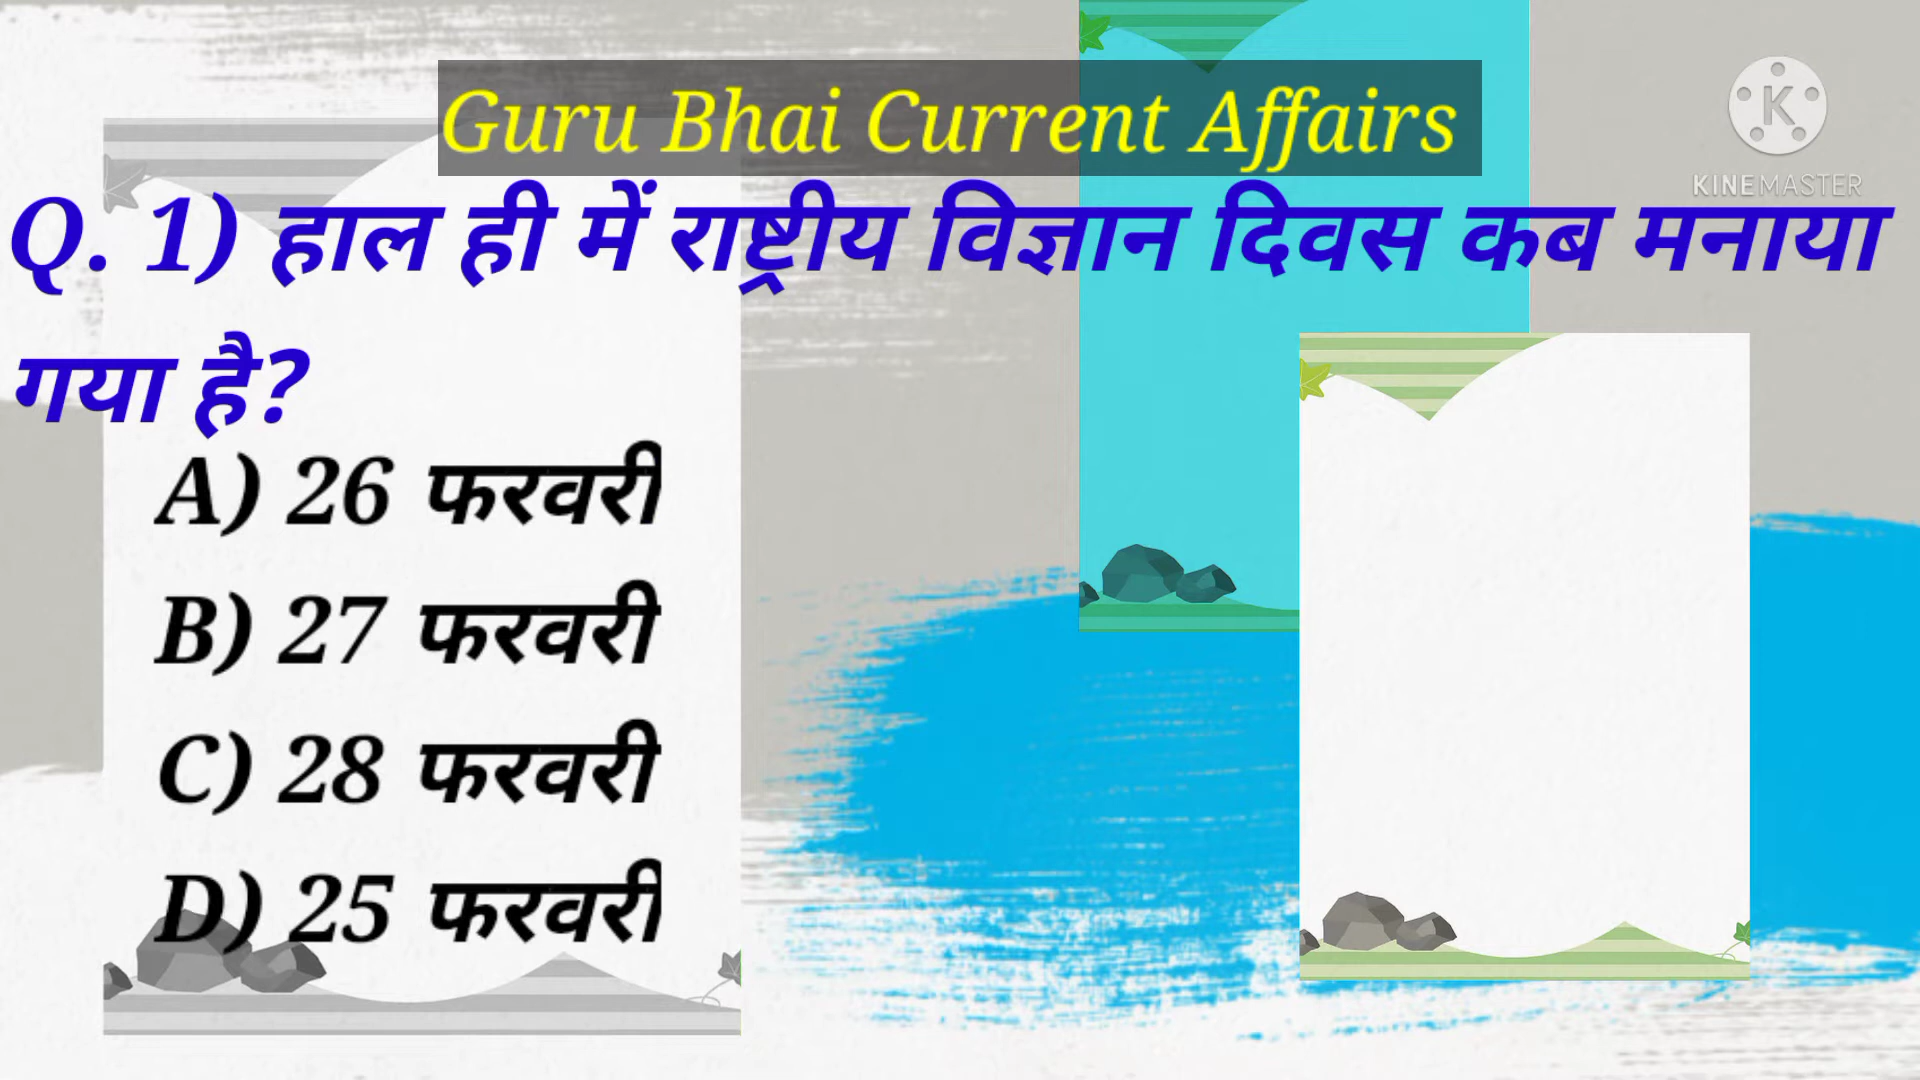 Guru Bhai Current Affairs
KINEMASTER
Q. 1) हाल ही में राष्ट्रीय विज्ञान दिवस कब मनाया
गया है?
A) 26 फरवरी
B) 27 फरवरी
C) 28 फरवरी
D) 25 फरवरी